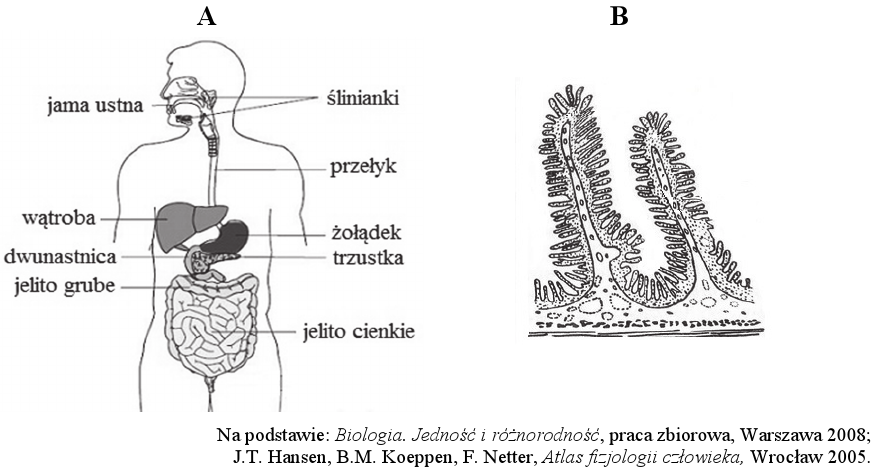 A
B
jama ustna
ślinianki
przełyk
wątroba
żołądek
dwunastnica
trzustka
jelito grube
jelito cienkie
Na podstawie: Biologia. Jedność i różnorodność, praca zbiorowa, Warszawa 2008;
J.T. Hansen, B.M. Koeppen, F. Netter, Atlas fizjologii człowieka, Wrocław 2005.